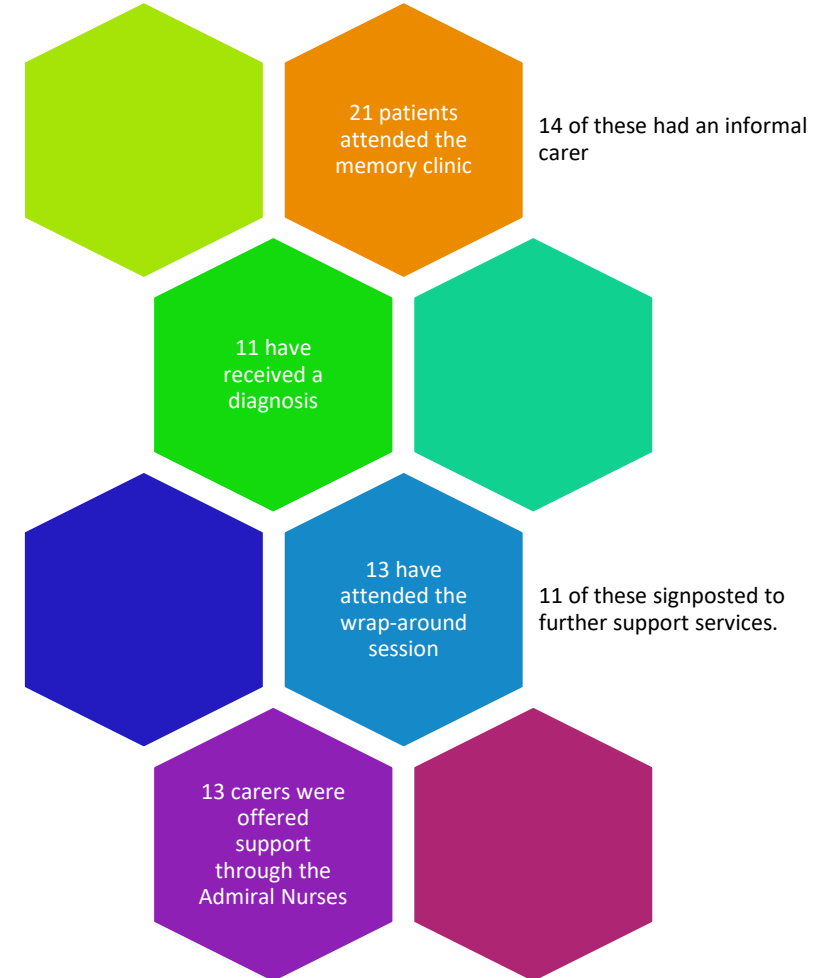 21 patients
attended the
memory clinic
14 of these had an informal
carer
11 have
received a
diagnosis
13 have
attended the
wrap-around
session
11 of these signposted to
further support services.
13 carers were
offered
support
through the
Admiral Nurses